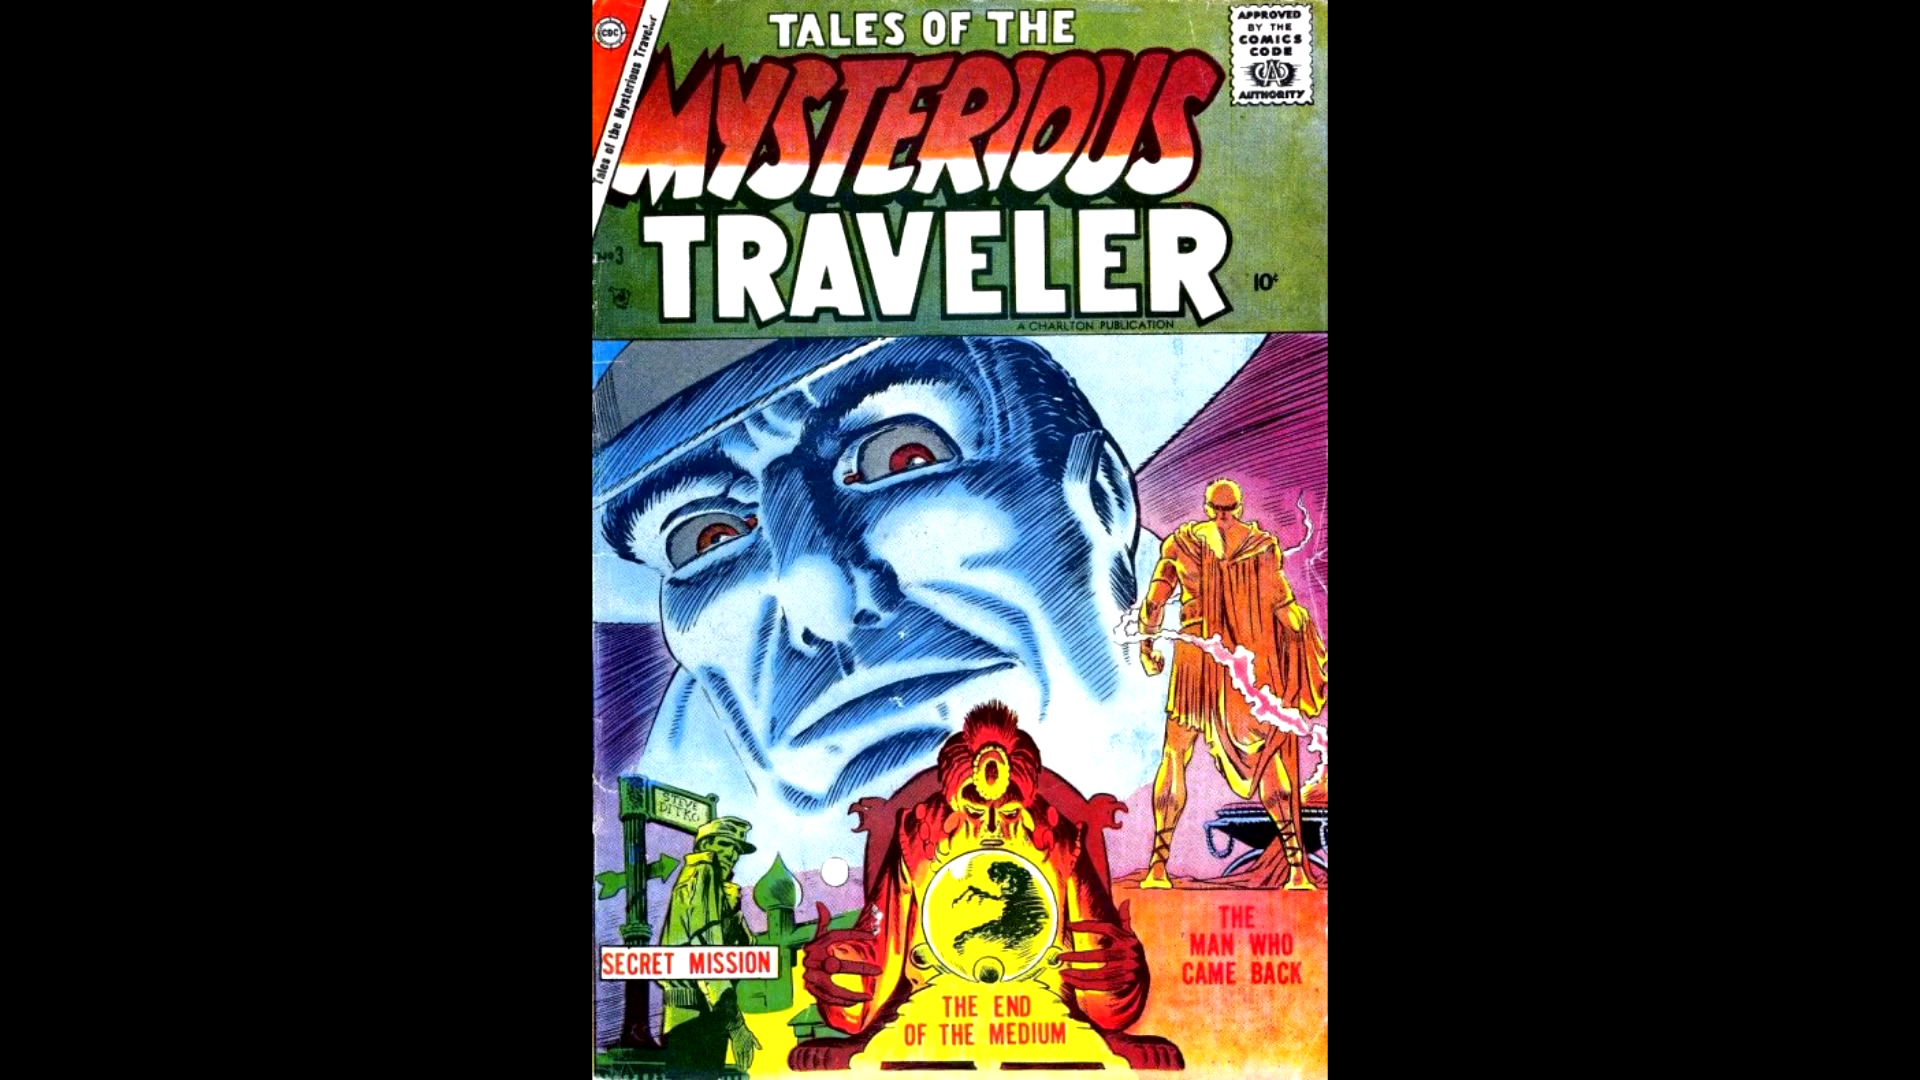 CDC
Tales of the Mysterious Traveler
TALES OF THE
MYSTERIOUS
TRAVELER
APPROVED
BY THE
COMICS
CODE
CA
AUTHORITY
No 3
10¢
A CHARLTON PUBLICATION
STEVE
DITKO
SECRET MISSION
THE END
OF THE MEDIUM
THE
MAN WHO
CAME BACK